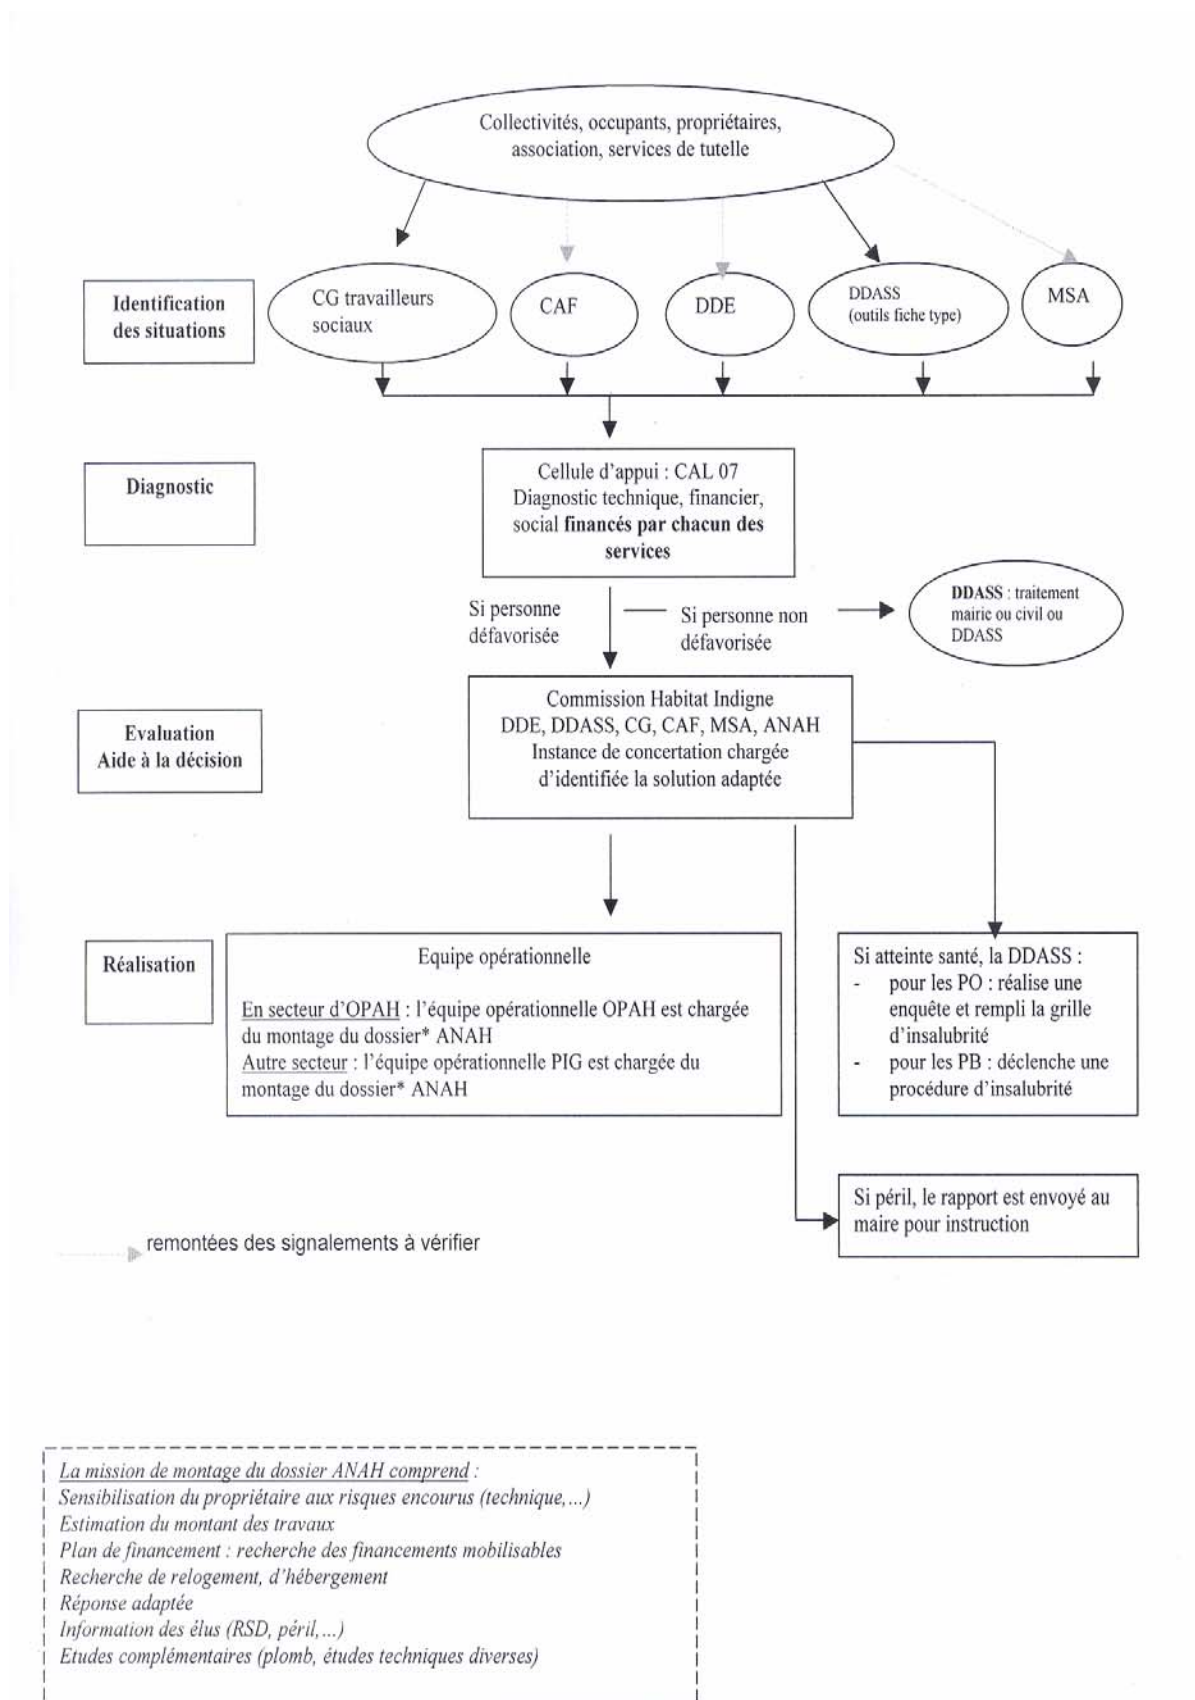 Collectivités, occupants, propriétaires,
association, services de tutelle
Identification
des situations
CG travailleurs
sociaux
CAF
DDE
DDASS
(outils fiche type)
MSA
Diagnostic
Cellule d'appui : CAL 07
Diagnostic technique, financier,
social financés par chacun des
services
Si personne
défavorisée
Si personne non
défavorisée
DDASS : traitement
mairie ou civil ou
DDASS
Evaluation
Aide à la décision
Commission Habitat Indigne
DDE, DDASS, CG, CAF, MSA, ANAH
Instance de concertation chargée
d'identifiée la solution adaptée
Réalisation
Equipe opérationnelle
En secteur d'OPAH : l'équipe opérationnelle OPAH est chargée
du montage du dossier* ANAH
Autre secteur : l'équipe opérationnelle PIG est chargée du
montage du dossier* ANAH
Si atteinte santé, la DDASS :
- pour les PO : réalise une
enquête et rempli la grille
d'insalubrité
- pour les PB : déclenche une
procédure d'insalubrité
Si péril, le rapport est envoyé au
maire pour instruction
remontées des signalements à vérifier
La mission de montage du dossier ANAH comprend :
Sensibilisation du propriétaire aux risques encourus (technique,...)
Estimation du montant des travaux
Plan de financement : recherche des financements mobilisables
Recherche de relogement, d'hébergement
Réponse adaptée
Information des élus (RSD, péril,...)
Etudes complémentaires (plomb, études techniques diverses)